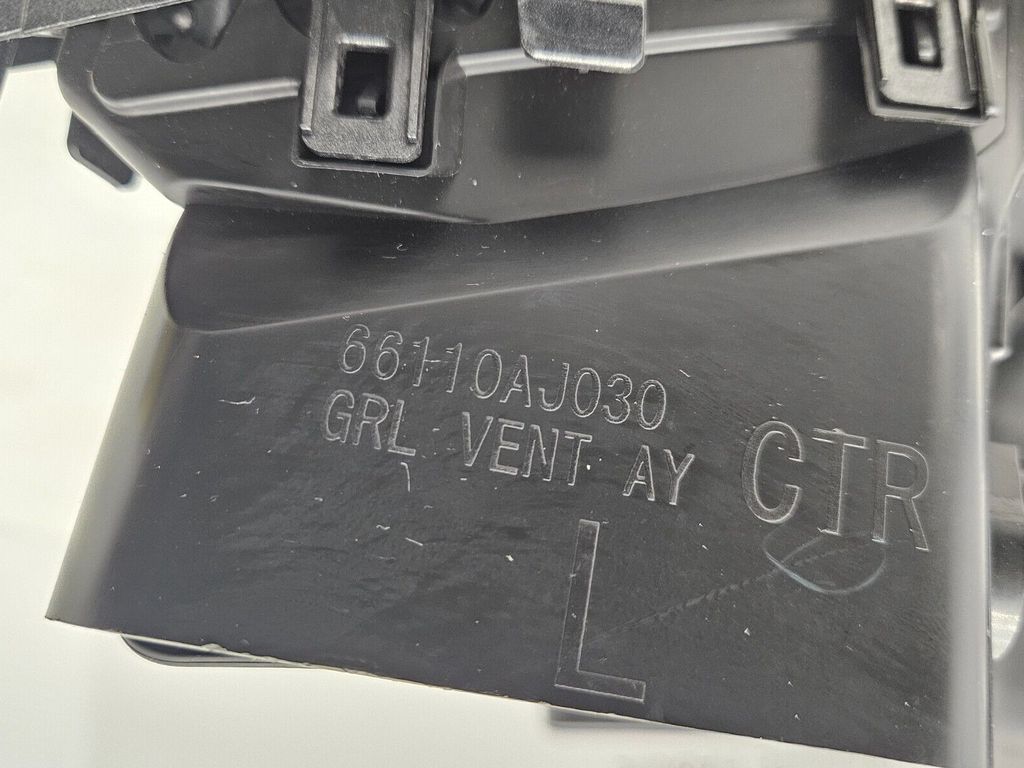 66110AJ030
GRL VENT AY
CTR
L